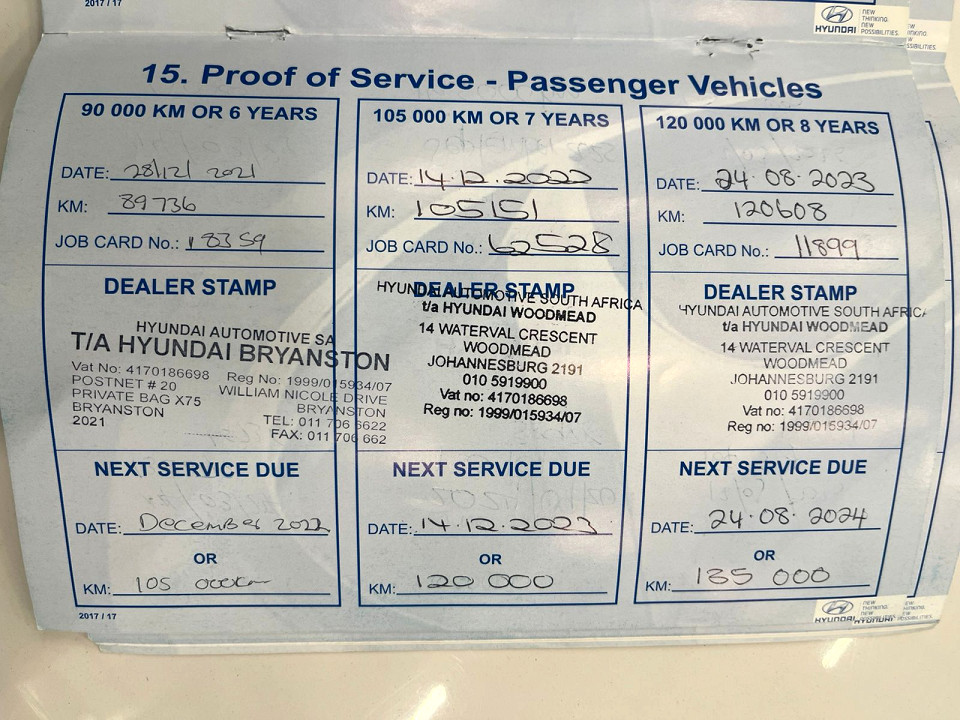 2017 / 17
HYUNDAI
NEW
THINKING.
NEW
POSSIBILITIES.
15. Proof of Service - Passenger Vehicles
90 000 KM OR 6 YEARS
DATE: 28/12/ 2021
KM: 89736
JOB CARD No.: 18359
DEALER STAMP
HYUNDAI AUTOMOTIVE SA
T/A HYUNDAI BRYANSTON
Vat No: 4170186698 Reg No: 1999/015934/07
POSTNET # 20 WILLIAM NICOLE DRIVE
PRIVATE BAG X75 BRYANSTON
BRYANSTON TEL: 011 706 6622
2021 FAX: 011 706 662
NEXT SERVICE DUE
DATE: December 2022
OR
KM: 105 000km
105 000 KM OR 7 YEARS
DATE: 14.12.2022
KM: 105151
JOB CARD No.: 62528
DEALER STAMP
HYUNDAI AUTOMOTIVE SOUTH AFRICA
t/a HYUNDAI WOODMEAD
14 WATERVAL CRESCENT
WOODMEAD
JOHANNESBURG 2191
010 5919900
Vat no: 4170186698
Reg no: 1999/015934/07
NEXT SERVICE DUE
DATE: 14.12.2023
OR
KM: 120 000
120 000 KM OR 8 YEARS
DATE: 24.08.2023
KM: 120608
JOB CARD No.: 11899
DEALER STAMP
HYUNDAI AUTOMOTIVE SOUTH AFRICA
t/a HYUNDAI WOODMEAD
14 WATERVAL CRESCENT
WOODMEAD
JOHANNESBURG 2191
010 5919900
Vat no: 4170186698
Reg no: 1999/015934/07
NEXT SERVICE DUE
DATE: 24.08.2024
OR
KM: 135 000
2017 / 17
HYUNDAI
NEW
THINKING.
NEW
POSSIBILITIES.
HYUNDAI